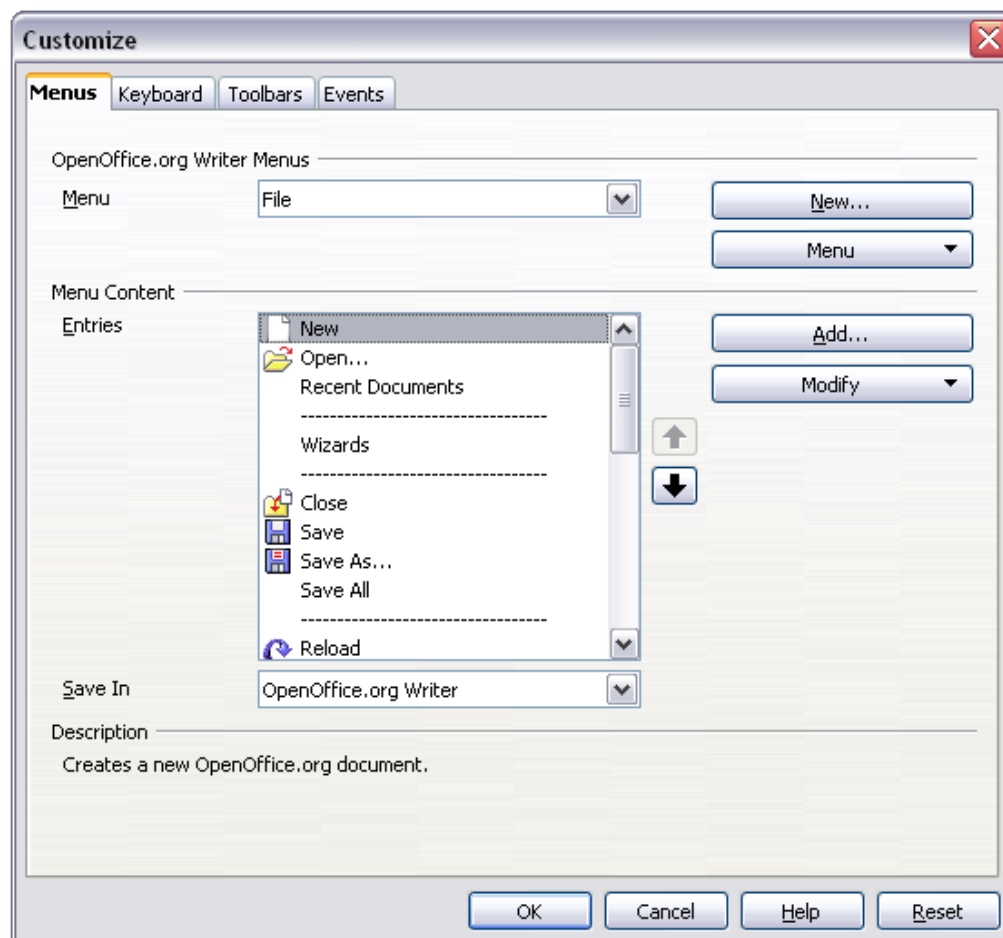 Customize
Menus Keyboard Toolbars Events
OpenOffice.org Writer Menus
Menu File New...
Menu
Menu Content
Entries New Add...
Open...
Recent Documents Modify
----------------------------------
Wizards
----------------------------------
Close
Save
Save As...
Save All
----------------------------------
Reload
Save In OpenOffice.org Writer
Description
Creates a new OpenOffice.org document.
OK Cancel Help Reset